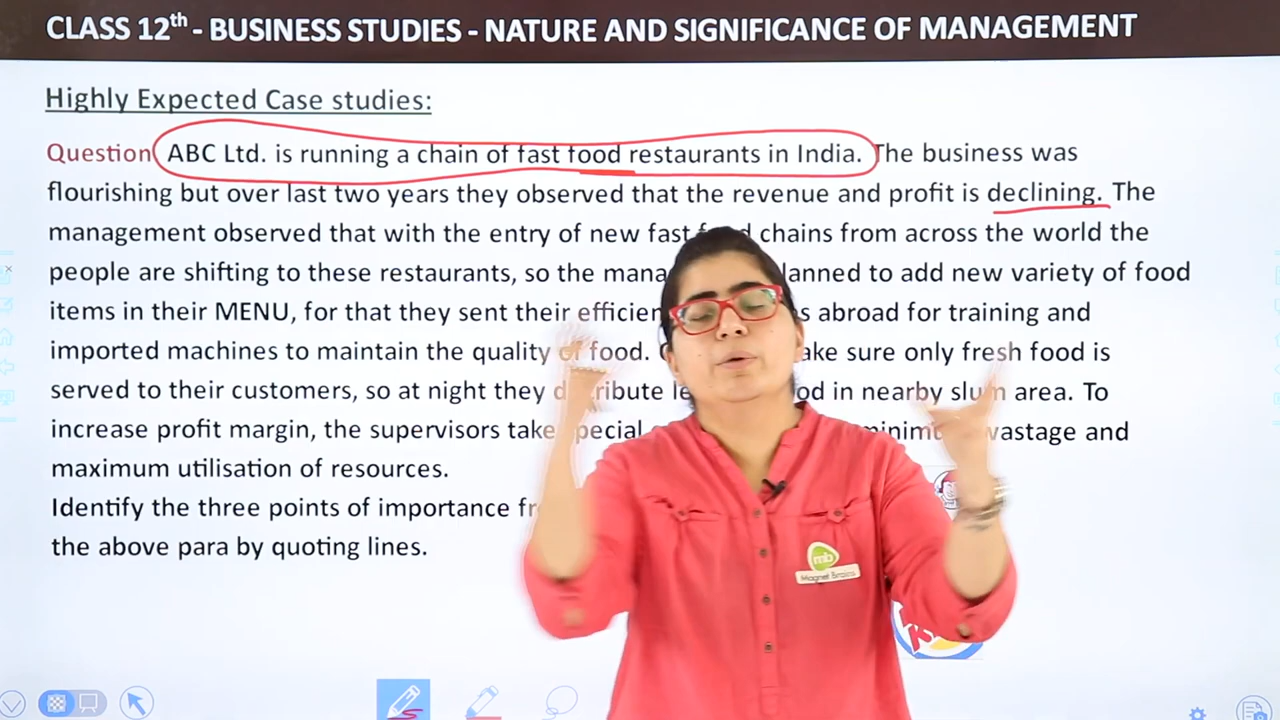 CLASS 12th - BUSINESS STUDIES - NATURE AND SIGNIFICANCE OF MANAGEMENT
Highly Expected Case studies:
Question ABC Ltd. is running a chain of fast food restaurants in India. The business was
flourishing but over last two years they observed that the revenue and profit is declining. The
management observed that with the entry of new fast food chains from across the world the
people are shifting to these restaurants, so the planned to add new variety of food
items in their MENU, for that they sent their abroad for training and
imported machines to maintain the quality of food. make sure only fresh food is
served to their customers, so at night they distribute in nearby slum area. To
increase profit margin, the supervisors take special wastage and
maximum utilisation of resources.
Identify the three points of importance
the above para by quoting lines.
mb
Magnet Brains